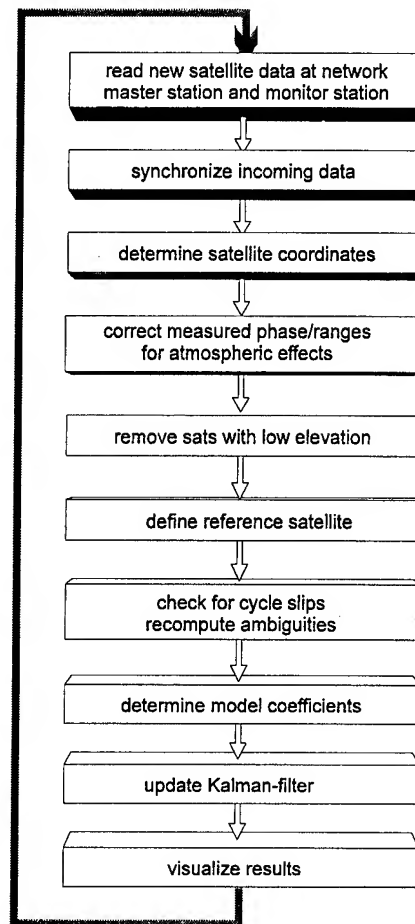 read new satellite data at network
master station and monitor station
synchronize incoming data
determine satellite coordinates
correct measured phase/ranges
for atmospheric effects
remove sats with low elevation
define reference satellite
check for cycle slips
recompute ambiguities
determine model coefficients
update Kalman-filter
visualize results